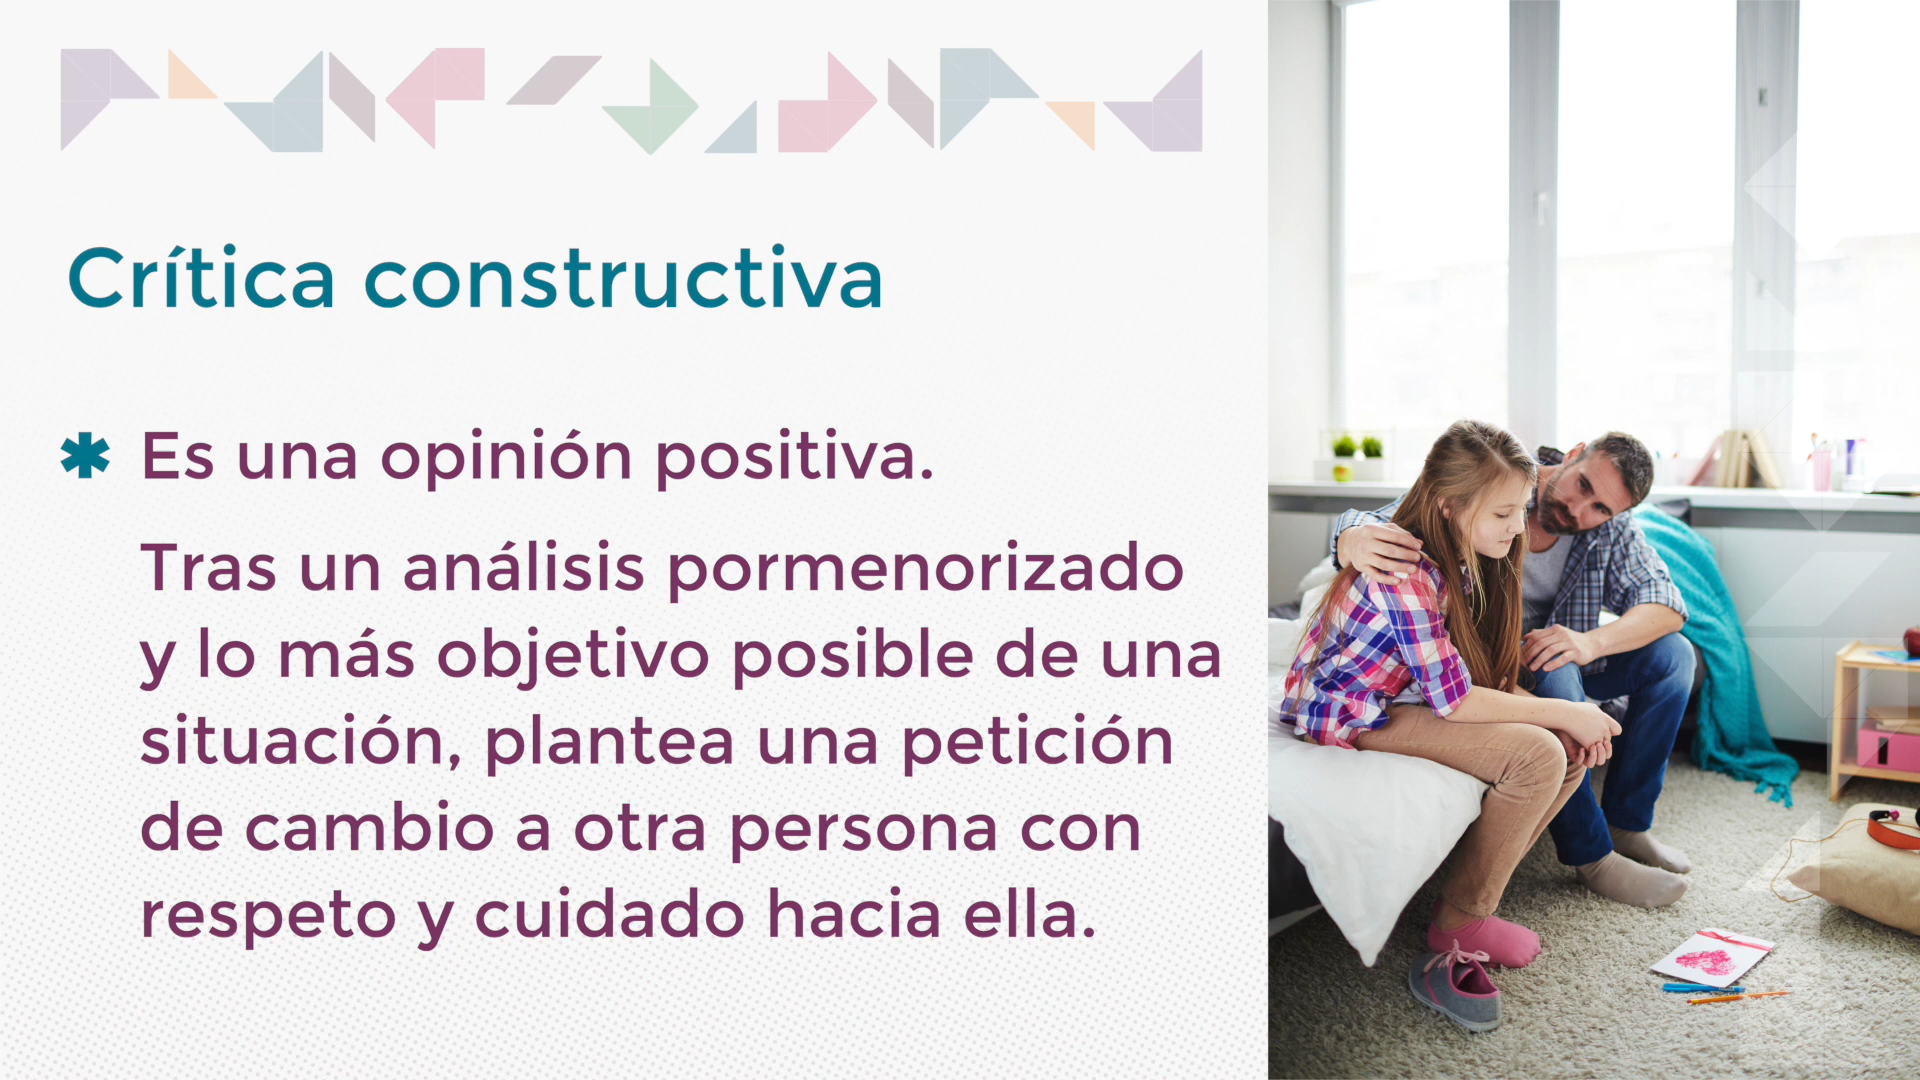 Crítica constructiva
✱ Es una opinión positiva.
Tras un análisis pormenorizado
y lo más objetivo posible de una
situación, plantea una petición
de cambio a otra persona con
respeto y cuidado hacia ella.